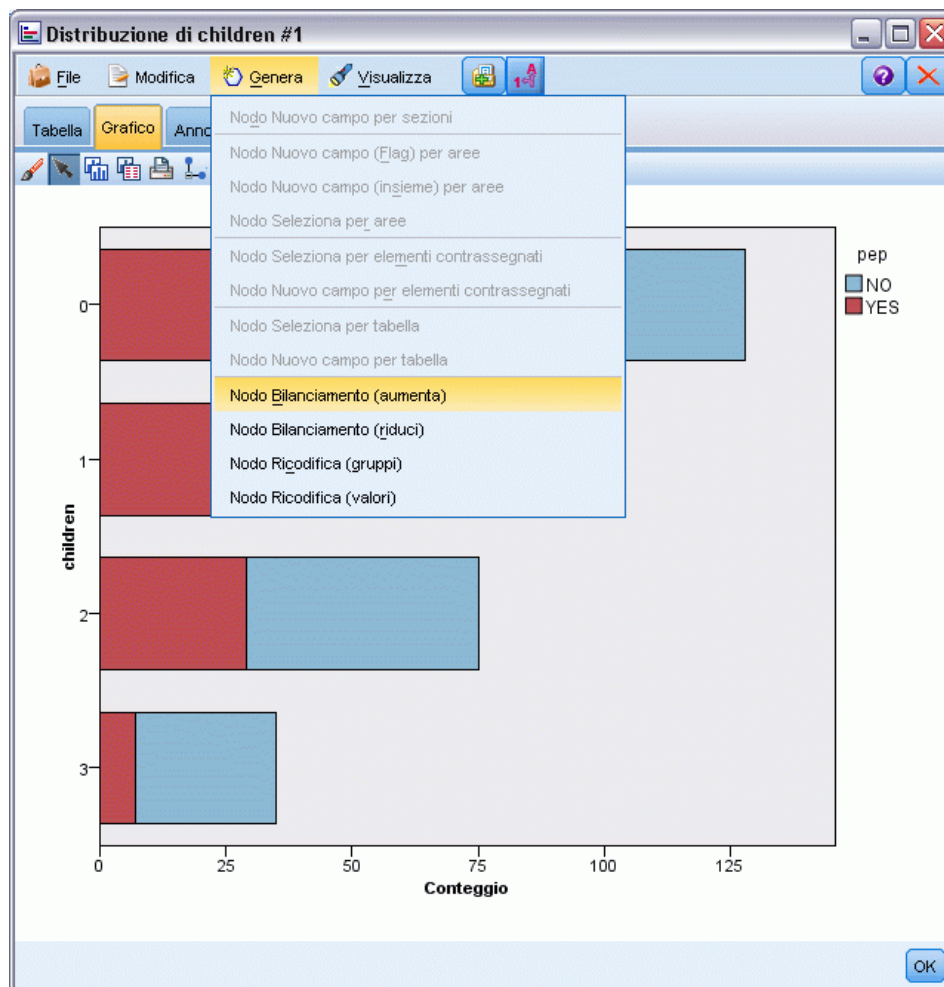 Distribuzione di children #1
File Modifica Genera Visualizza
Tabella Grafico Anno
Nodo Nuovo campo per sezioni
Nodo Nuovo campo (Flag) per aree
Nodo Nuovo campo (insieme) per aree
Nodo Seleziona per aree
Nodo Seleziona per elementi contrassegnati
Nodo Nuovo campo per elementi contrassegnati
Nodo Seleziona per tabella
Nodo Nuovo campo per tabella
Nodo Bilanciamento (aumenta)
Nodo Bilanciamento (riduci)
Nodo Ricodifica (gruppi)
Nodo Ricodifica (valori)
pep
NO
YES
children
0
1
2
3
0 25 50 75 100 125
Conteggio
OK